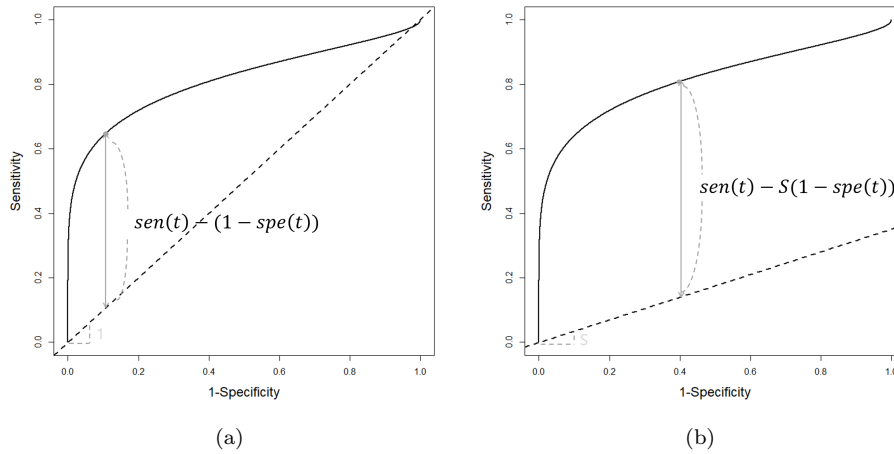 1.0
0.8
0.6
0.4
0.2
0.0
Sensitivity
sen(t) − (1 − spe(t))
1
0.0 0.2 0.4 0.6 0.8 1.0
1-Specificity
(a)
1.0
0.8
0.6
0.4
0.2
0.0
Sensitivity
sen(t) − S(1 − spe(t))
S
0.0 0.2 0.4 0.6 0.8 1.0
1-Specificity
(b)